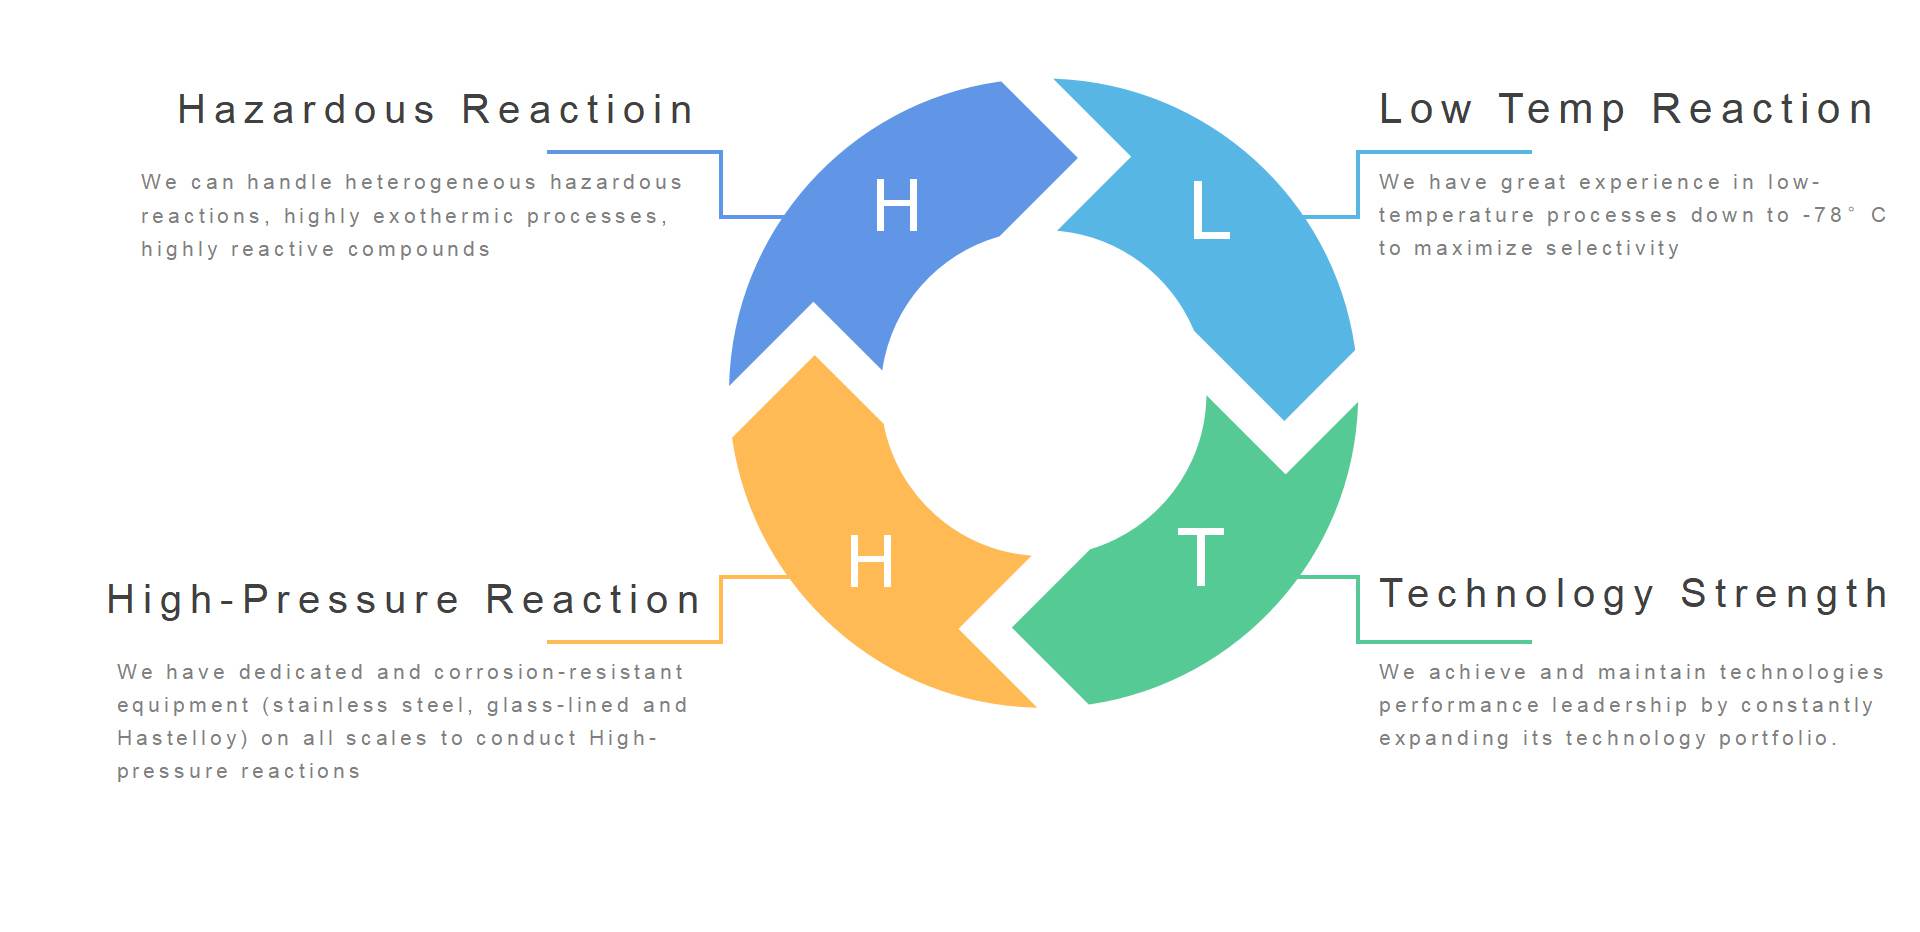 Hazardous Reactioin
We can handle heterogeneous hazardous
reactions, highly exothermic processes,
highly reactive compounds
H
L
Low Temp Reaction
We have great experience in low-
temperature processes down to -78° C
to maximize selectivity
High-Pressure Reaction
We have dedicated and corrosion-resistant
equipment (stainless steel, glass-lined and
Hastelloy) on all scales to conduct High-
pressure reactions
H
T
Technology Strength
We achieve and maintain technologies
performance leadership by constantly
expanding its technology portfolio.